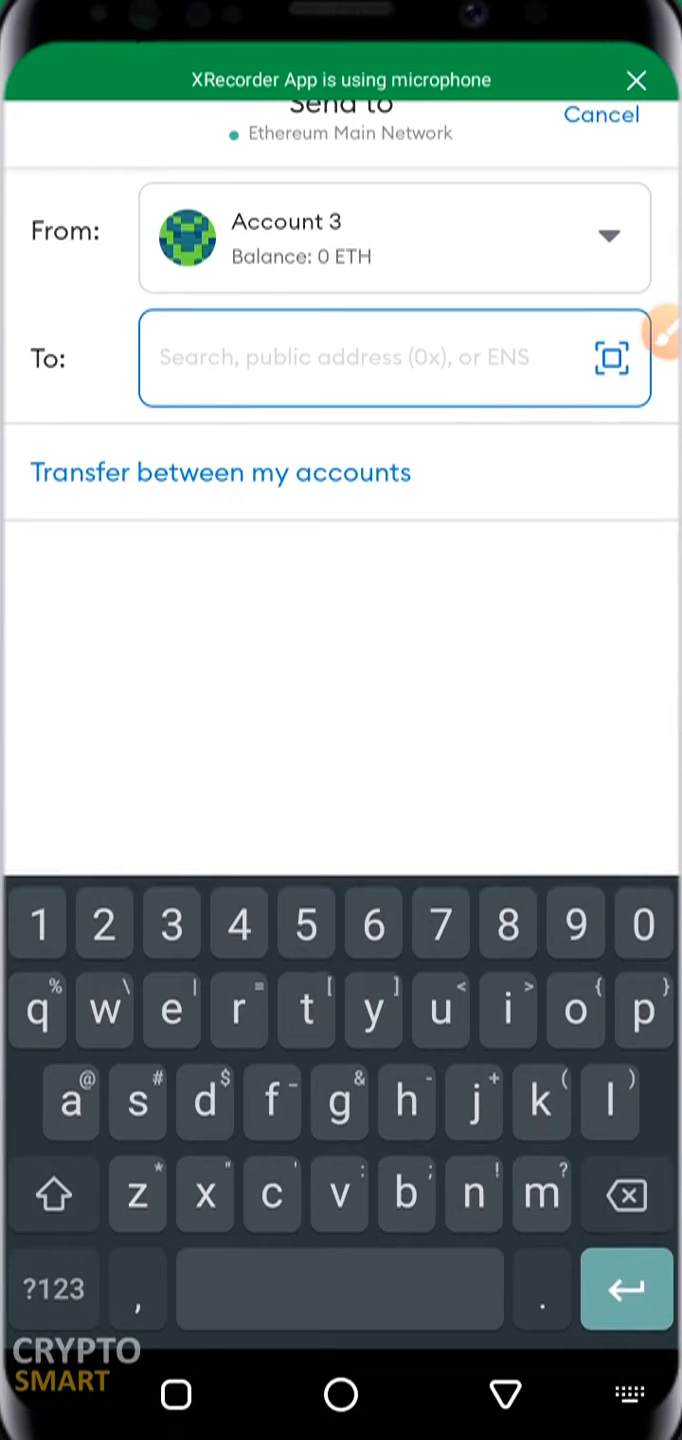 XRecorder App is using microphone
Send to
Cancel
Ethereum Main Network
From:
Account 3
Balance: 0 ETH
To:
Search, public address (0x), or ENS
Transfer between my accounts
1 2 3 4 5 6 7 8 9 0
% \ | = [ ] < > { }
q w e r t y u i o p
@ # $ _ & - + ( )
a s d f g h j k l
* " ' : ; ! ?
z x c v b n m
?123 , .
CRYPTO
SMART